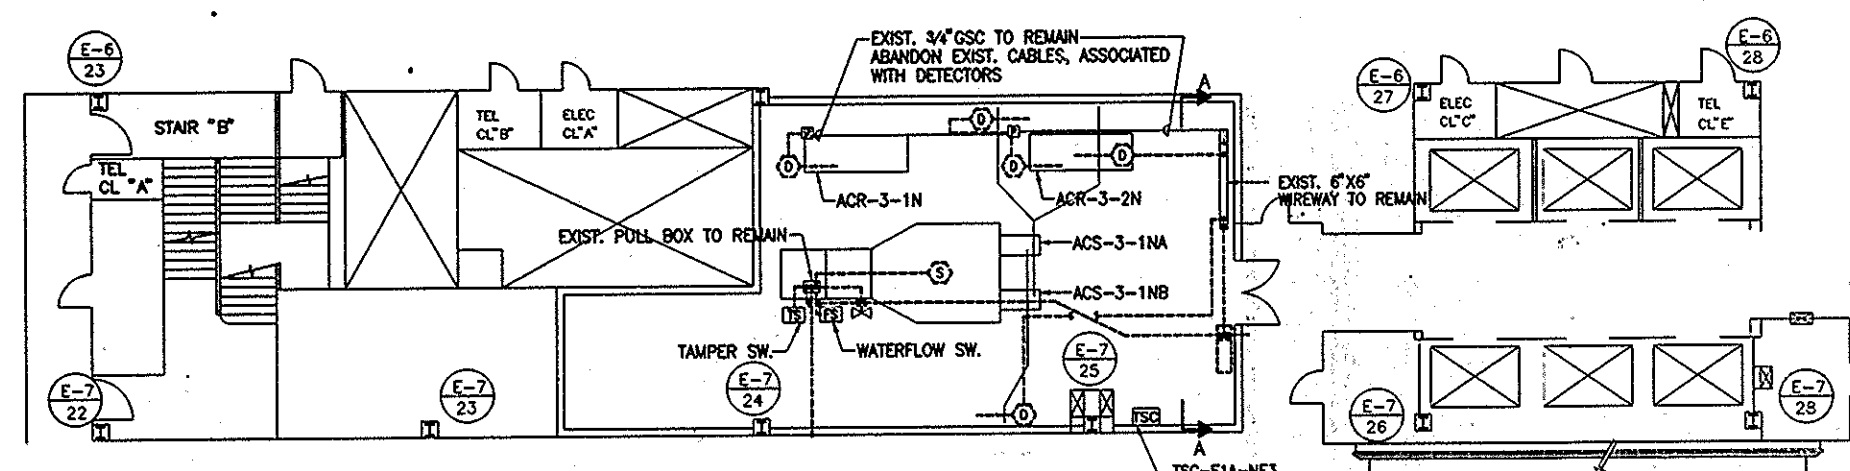 E-6
23
EXIST. 3/4"GSC TO REMAIN
ABANDON EXIST. CABLES, ASSOCIATED
WITH DETECTORS
A
E-6
27
E-6
28
STAIR "B"
TEL
CL"B"
ELEC
CL"A"
ELEC
CL"C"
TEL
CL"E"
TEL
CL "A"
D
D
D
D
ACR-3-1N
ACR-3-2N
EXIST. 6"X6"
WIREWAY TO REMAIN
EXIST. PULL BOX TO REMAIN
ACS-3-1NA
S
ACS-3-1NB
TS
FS
TAMPER SW.
WATERFLOW SW.
E-7
22
E-7
23
E-7
24
E-7
25
D
TSC
A
E-7
26
E-7
28